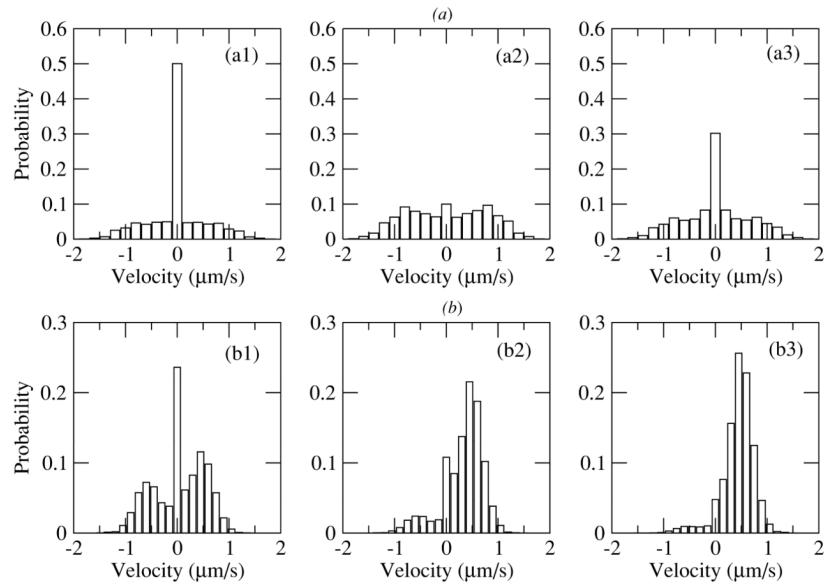 (a)
0.6 0.5 0.4 0.3 0.2 0.1 0
Probability
(a1)
-2 -1 0 1 2
Velocity (μm/s)
0.6 0.5 0.4 0.3 0.2 0.1 0
(a2)
-2 -1 0 1 2
Velocity (μm/s)
0.6 0.5 0.4 0.3 0.2 0.1 0
(a3)
-2 -1 0 1 2
Velocity (μm/s)
(b)
0.3 0.2 0.1 0
Probability
(b1)
-2 -1 0 1 2
Velocity (μm/s)
0.3 0.2 0.1 0
(b2)
-2 -1 0 1 2
Velocity (μm/s)
0.3 0.2 0.1 0
(b3)
-2 -1 0 1 2
Velocity (μm/s)